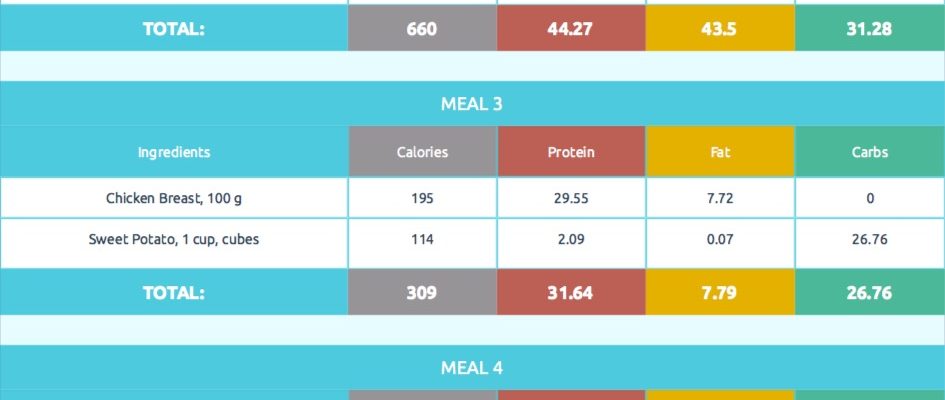 TOTAL: 660 44.27 43.5 31.28
MEAL 3
Ingredients Calories Protein Fat Carbs
Chicken Breast, 100 g 195 29.55 7.72 0
Sweet Potato, 1 cup, cubes 114 2.09 0.07 26.76
TOTAL: 309 31.64 7.79 26.76
MEAL 4